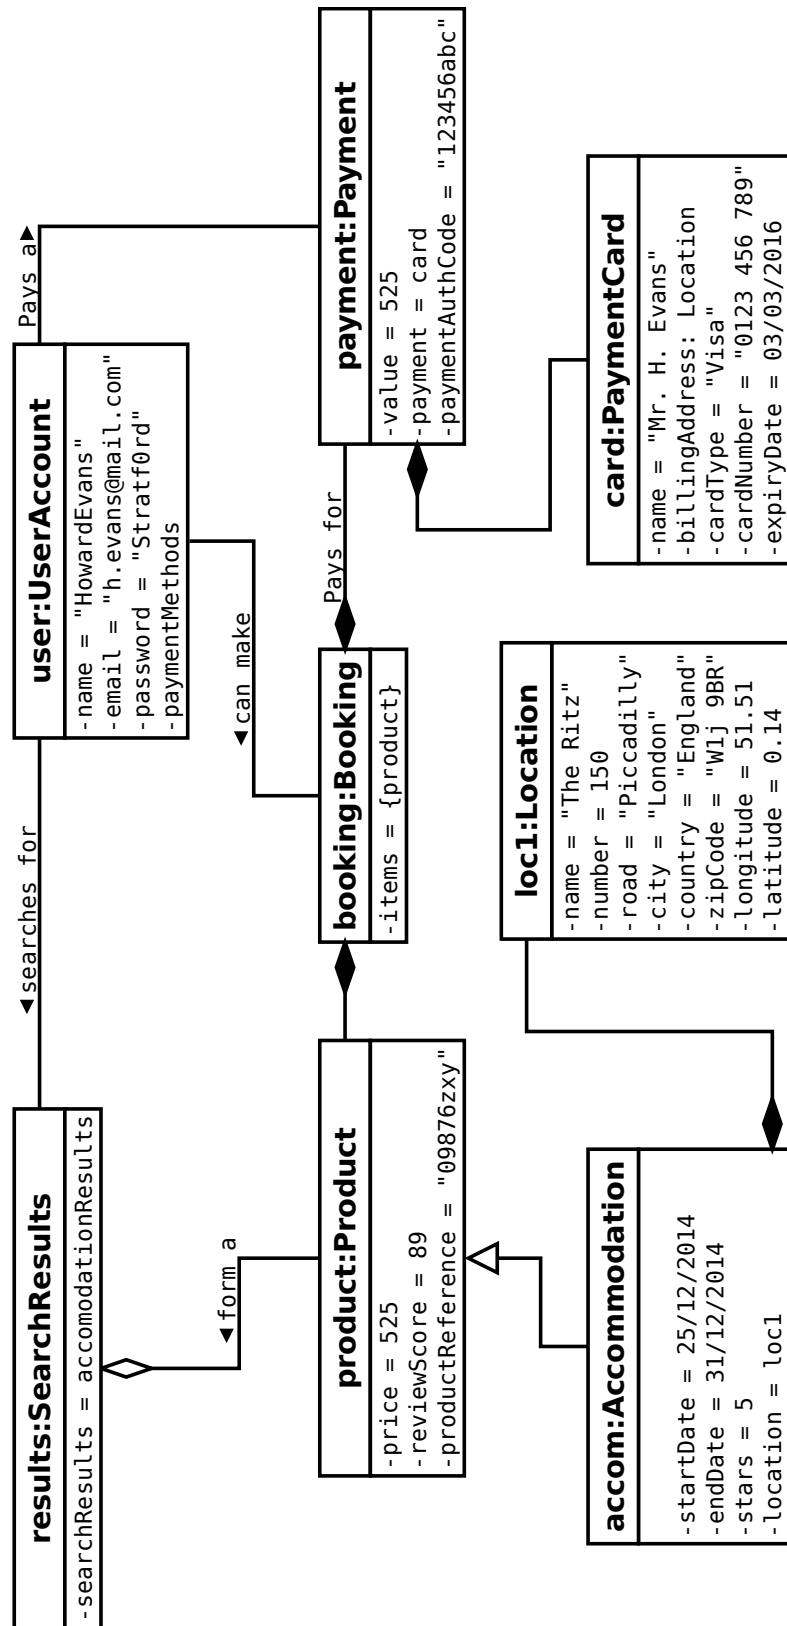 results:SearchResults
-searchResults = accomodationResults
◀searches for
user:UserAccount
-name = "HowardEvans"
-email = "h.evans@mail.com"
-password = "Stratf0rd"
-paymentMethods
Pays a▶
◀form a
◀can make
product:Product
-price = 525
-reviewScore = 89
-productReference = "09876zxy"
booking:Booking
-items = {product}
Pays for
payment:Payment
-value = 525
-payment = card
-paymentAuthCode = "123456abc"
accom:Accommodation
-startDate = 25/12/2014
-endDate = 31/12/2014
-stars = 5
-location = loc1
loc1:Location
-name = "The Ritz"
-number = 150
-road = "Piccadilly"
-city = "London"
-country = "England"
-zipCode = "W1j 9BR"
-longitude = 51.51
-latitude = 0.14
card:PaymentCard
-name = "Mr. H. Evans"
-billingAddress: Location
-cardType = "Visa"
-cardNumber = "0123 456 789"
-expiryDate = 03/03/2016